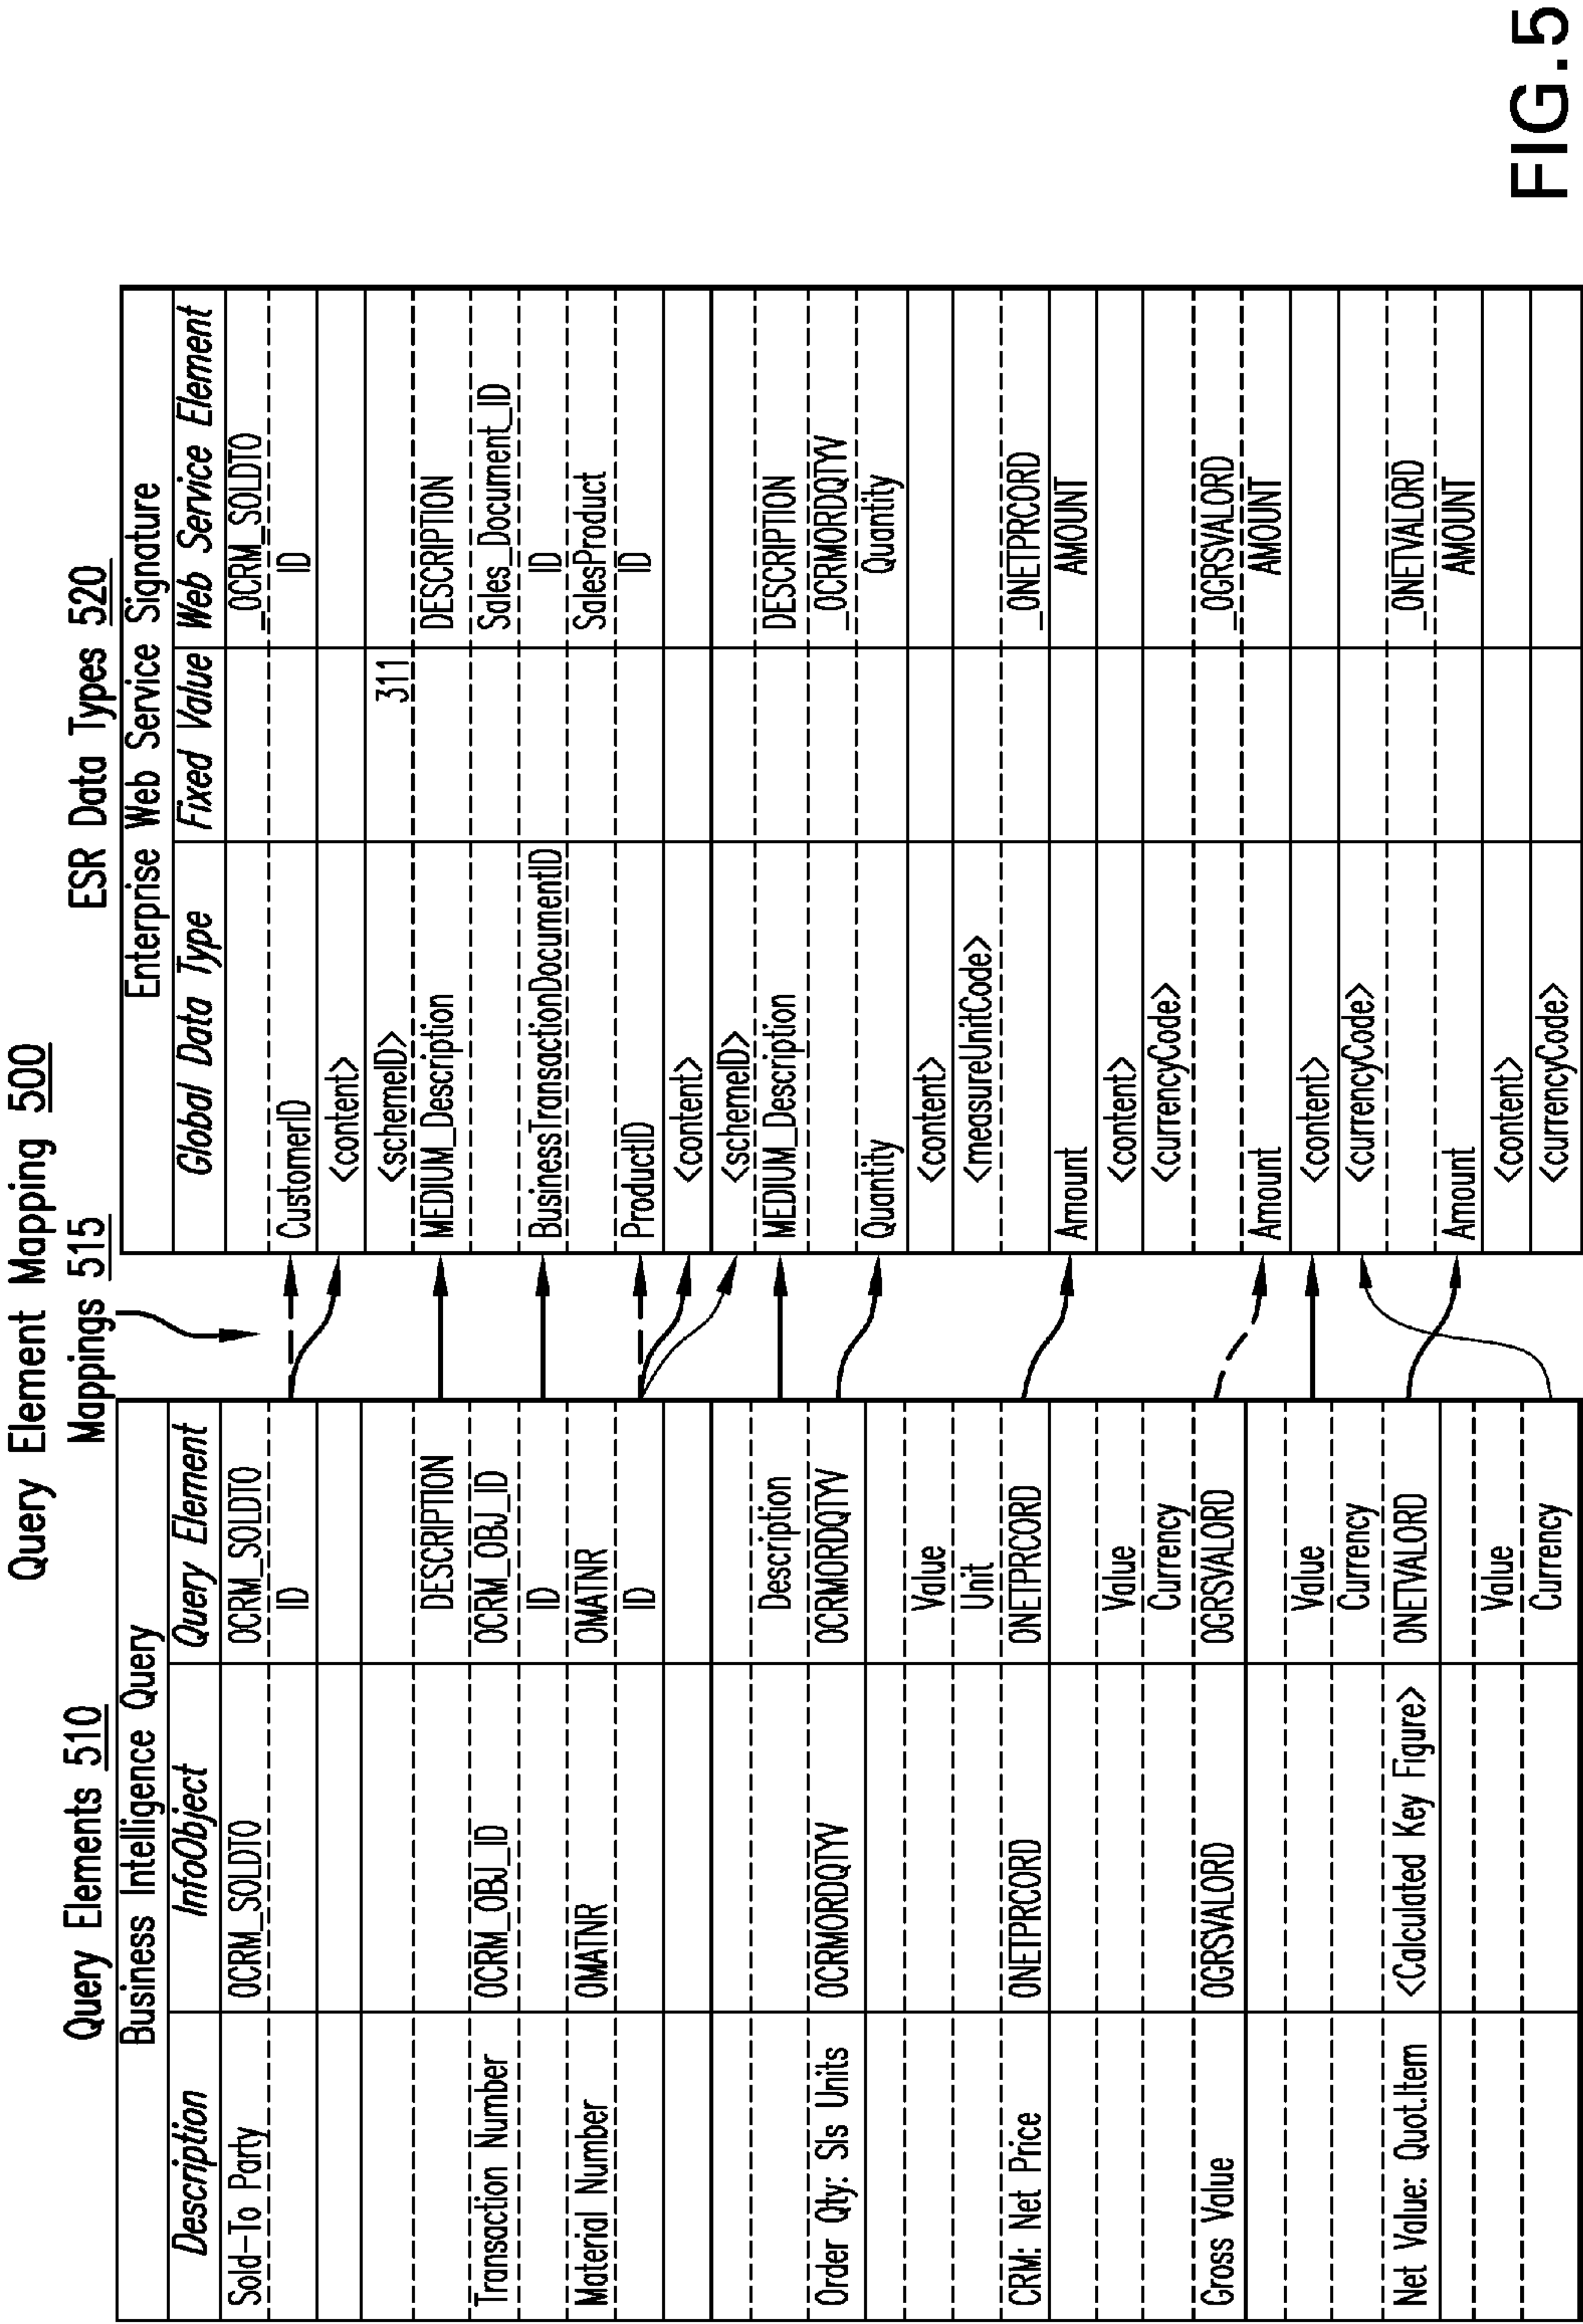 Query Element Mapping 500
Query Elements 510 Mappings 515 ESR Data Types 520
Business Intelligence Query Enterprise Web Service Signature
Description InfoObject Query Element Global Data Type Fixed Value Web Service Element
Sold-To Party 0CRM_SOLDTO 0CRM_SOLDTO _0CRM_SOLDTO
ID CustomerID ID
<content>
<schemeID> 311
DESCRIPTION MEDIUM_Description DESCRIPTION
Transaction Number 0CRM_OBJ_ID 0CRM_OBJ_ID Sales_Document_ID
ID BusinessTransactionDocumentID ID
Material Number 0MATNR 0MATNR SalesProduct
ID ProductID ID
<content>
<schemeID>
Description MEDIUM_Description DESCRIPTION
Order Qty: Sls Units 0CRMORDQTYV 0CRMORDQTYV _0CRMORDQTYV
Quantity Quantity
Value <content>
Unit <measureUnitCode>
CRM: Net Price 0NETPRCORD 0NETPRCORD _0NETPRCORD
Amount AMOUNT
Value <content>
Currency <currencyCode>
Gross Value 0GRSVALORD 0GRSVALORD _0GRSVALORD
Amount AMOUNT
Value <content>
Currency <currencyCode>
Net Value: Quot.Item <Calculated Key Figure> 0NETVALORD _0NETVALORD
Amount AMOUNT
Value <content>
Currency <currencyCode>
FIG.5